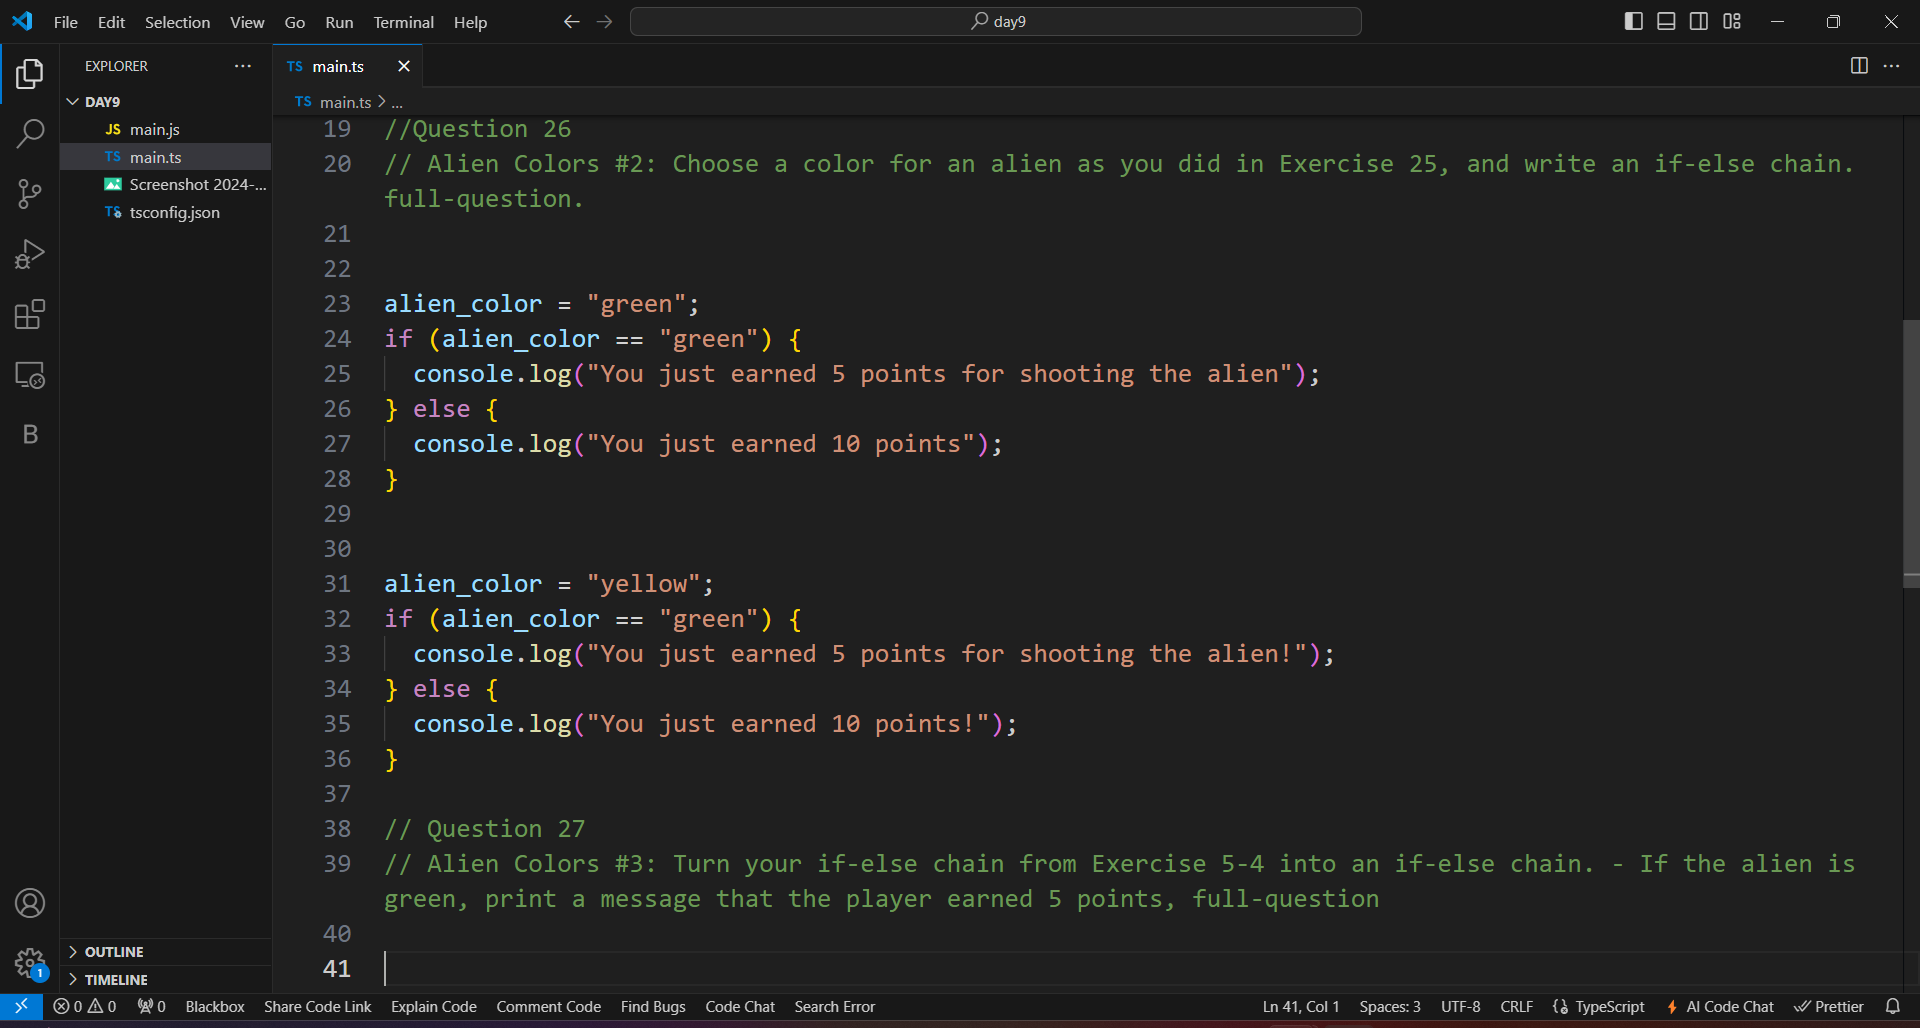 File Edit Selection View Go Run Terminal Help
day9
EXPLORER
DAY9
JS main.js
TS main.ts
Screenshot 2024-...
TS tsconfig.json
B
1
OUTLINE
TIMELINE
TS main.ts
TS main.ts > ...
19 //Question 26
20 // Alien Colors #2: Choose a color for an alien as you did in Exercise 25, and write an if-else chain.
full-question.
21
22
23 alien_color = "green";
24 if (alien_color == "green") {
25 console.log("You just earned 5 points for shooting the alien");
26 } else {
27 console.log("You just earned 10 points");
28 }
29
30
31 alien_color = "yellow";
32 if (alien_color == "green") {
33 console.log("You just earned 5 points for shooting the alien!");
34 } else {
35 console.log("You just earned 10 points!");
36 }
37
38 // Question 27
39 // Alien Colors #3: Turn your if-else chain from Exercise 5-4 into an if-else chain. - If the alien is
green, print a message that the player earned 5 points, full-question
40
41
0 0 0 Blackbox Share Code Link Explain Code Comment Code Find Bugs Code Chat Search Error Ln 41, Col 1 Spaces: 3 UTF-8 CRLF {} TypeScript AI Code Chat Prettier